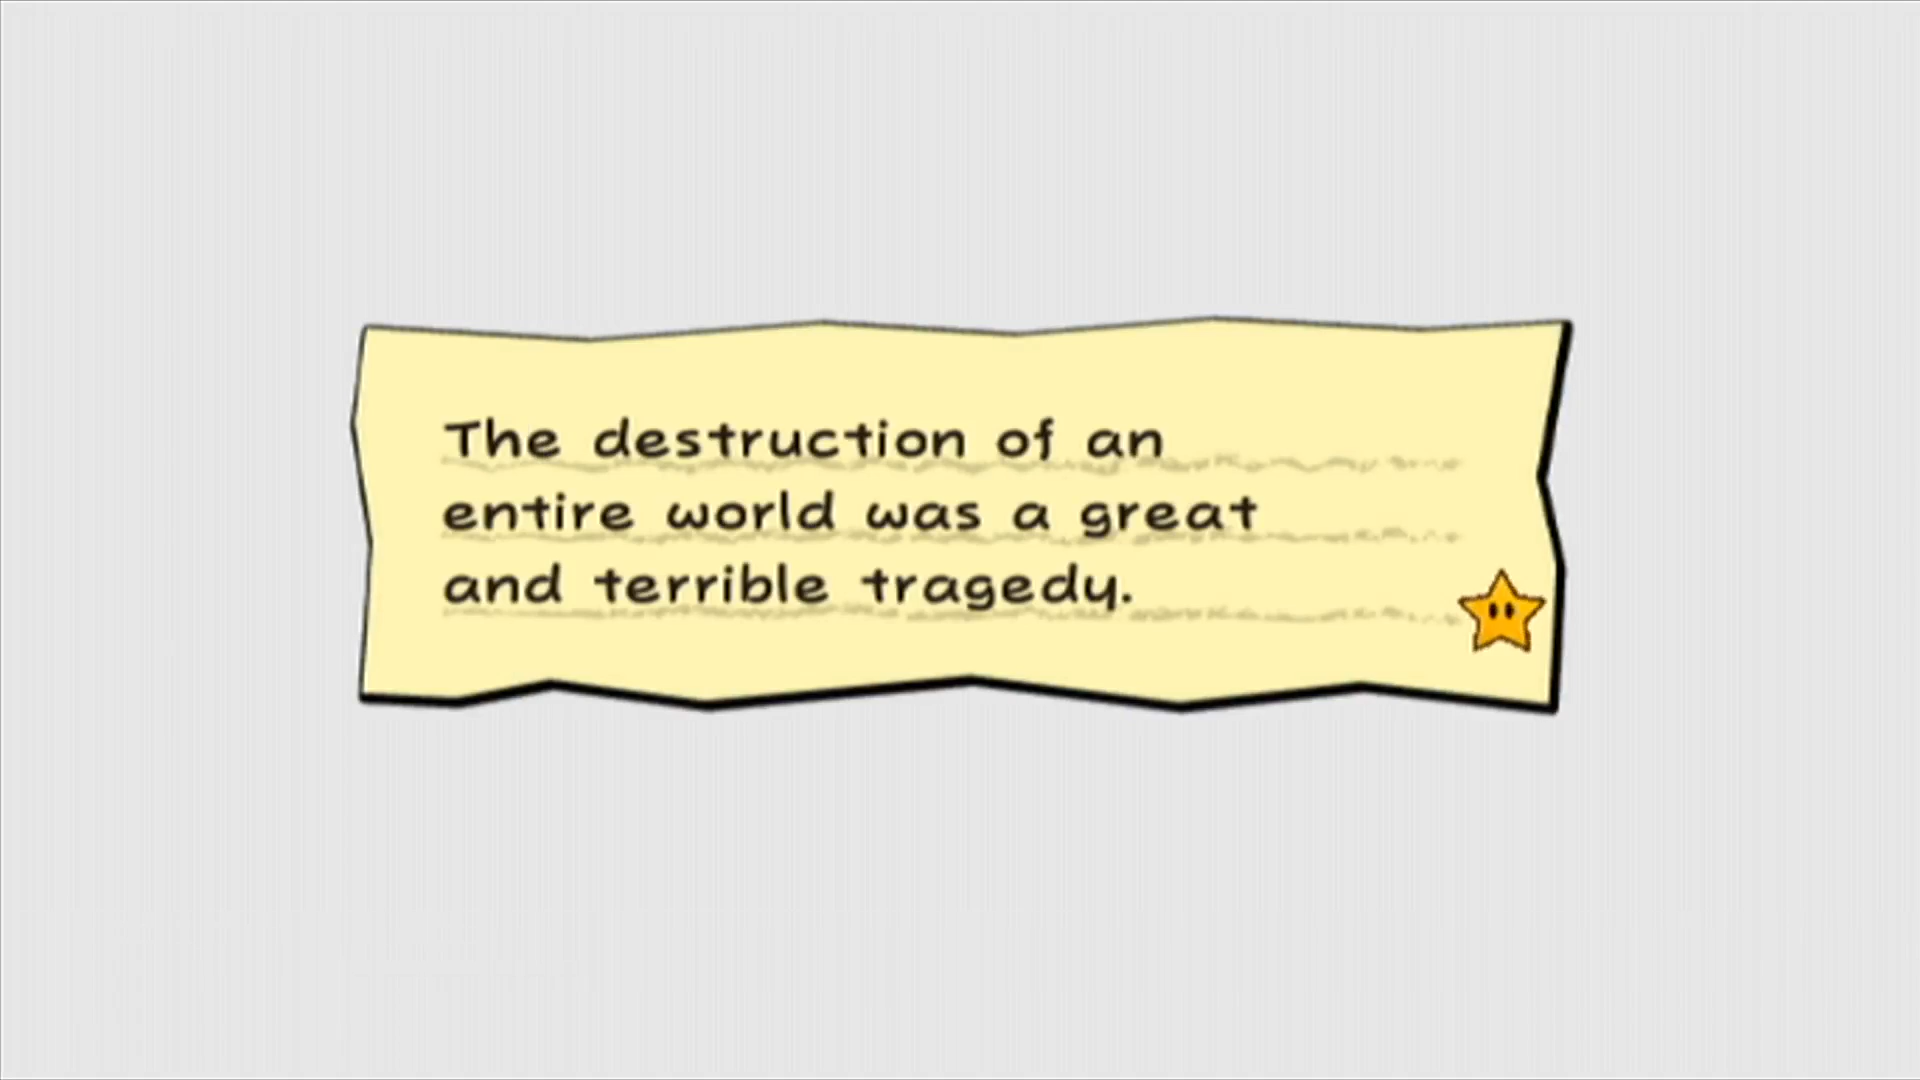 The destruction of an
entire world was a great
and terrible tragedy.